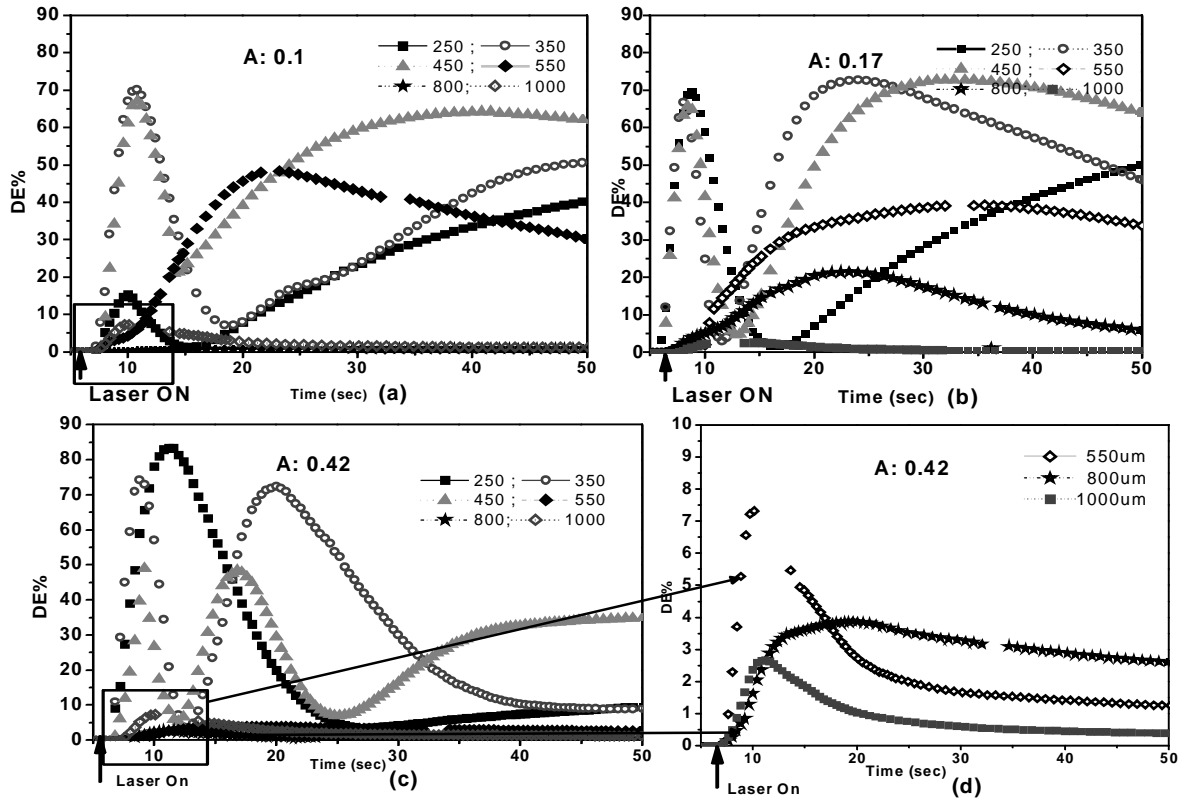 90
80
70
60
50
40
30
20
10
0
DE%
A: 0.1
250 ; 350
450 ; 550
800; 1000
10 20 30 40 50
Laser ON
Time (sec)
(a)
90
80
70
60
50
40
30
20
10
0
DE%
A: 0.17
250 ; 350
450 ; 550
800; 1000
10 20 30 40 50
Laser ON
Time (sec)
(b)
90
80
70
60
50
40
30
20
10
0
DE%
A: 0.42
250 ; 350
450 ; 550
800; 1000
10 20 30 40 50
Time (sec)
Laser On
(c)
10
9
8
7
6
5
4
3
2
1
0
DE%
A: 0.42
550um
800um
1000um
10 20 30 40 50
Time (sec)
Laser On
(d)